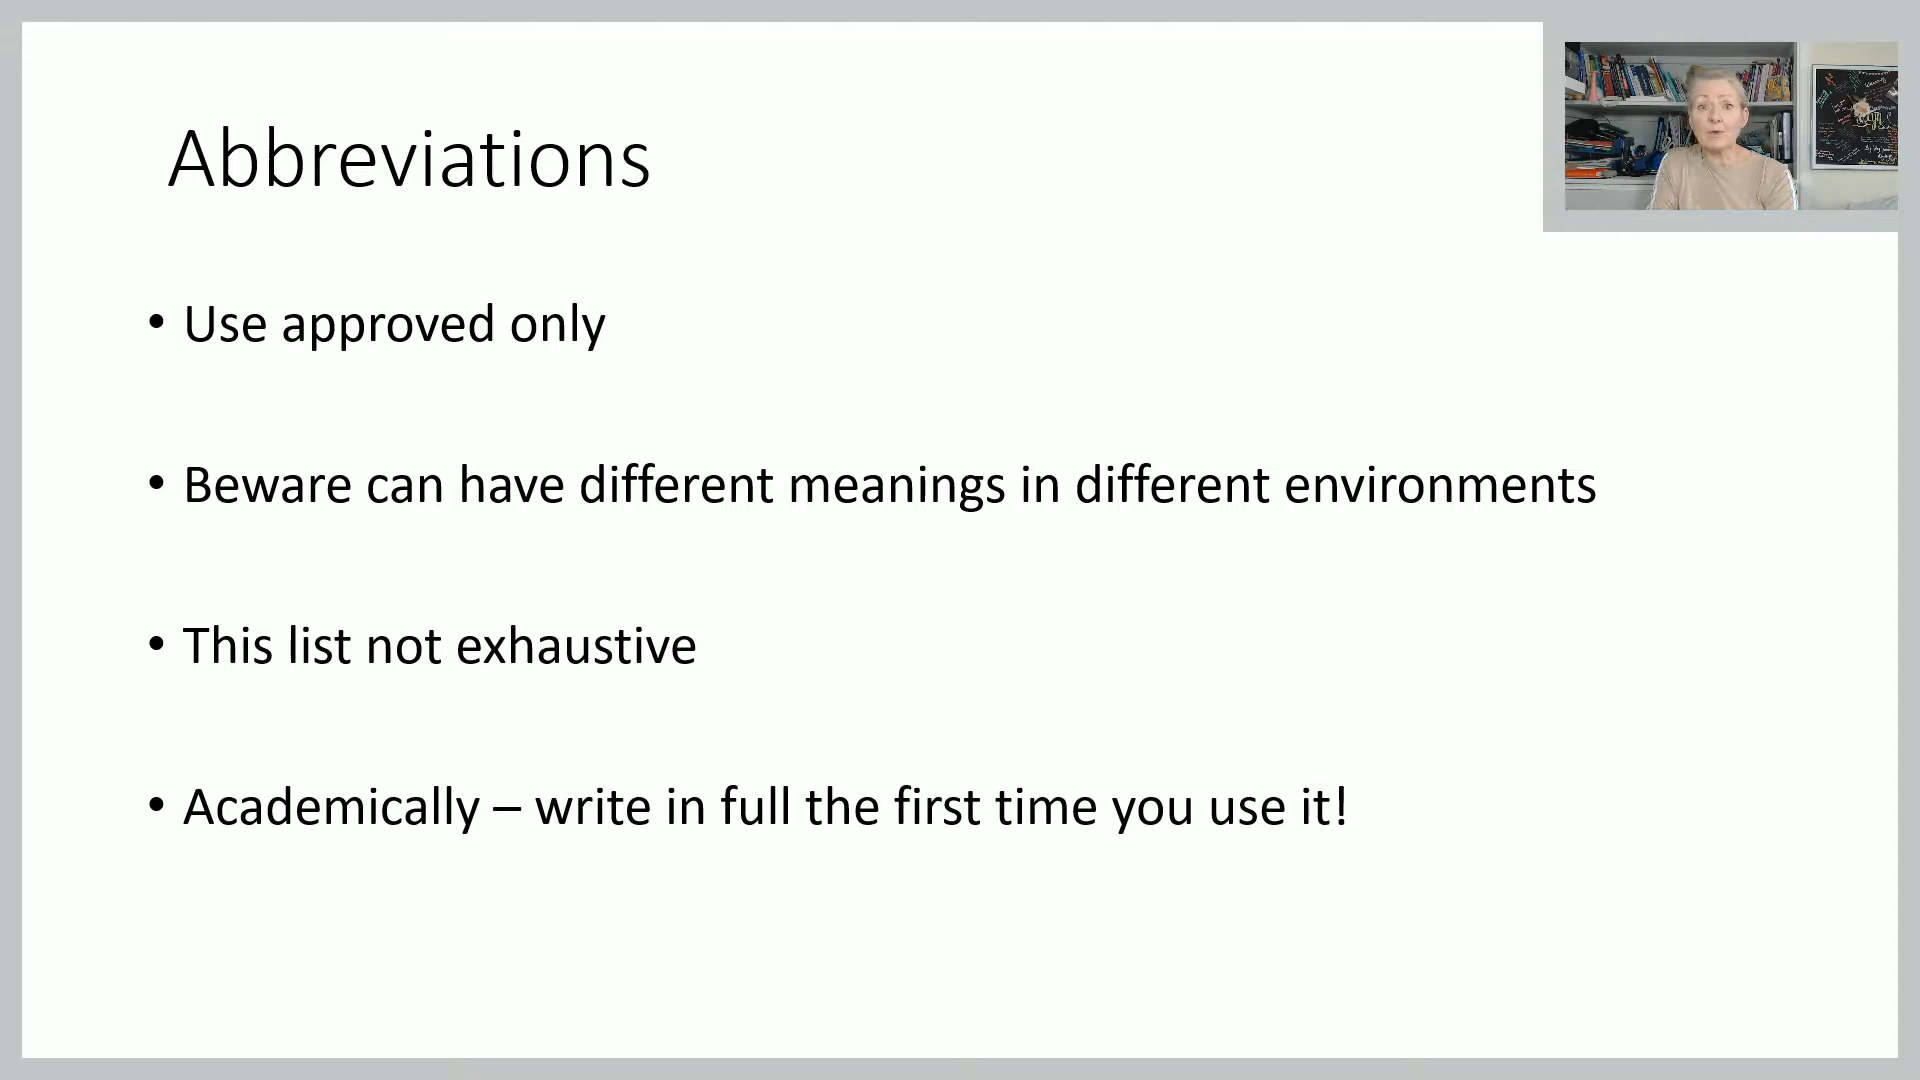 Abbreviations
• Use approved only
• Beware can have different meanings in different environments
• This list not exhaustive
• Academically – write in full the first time you use it!